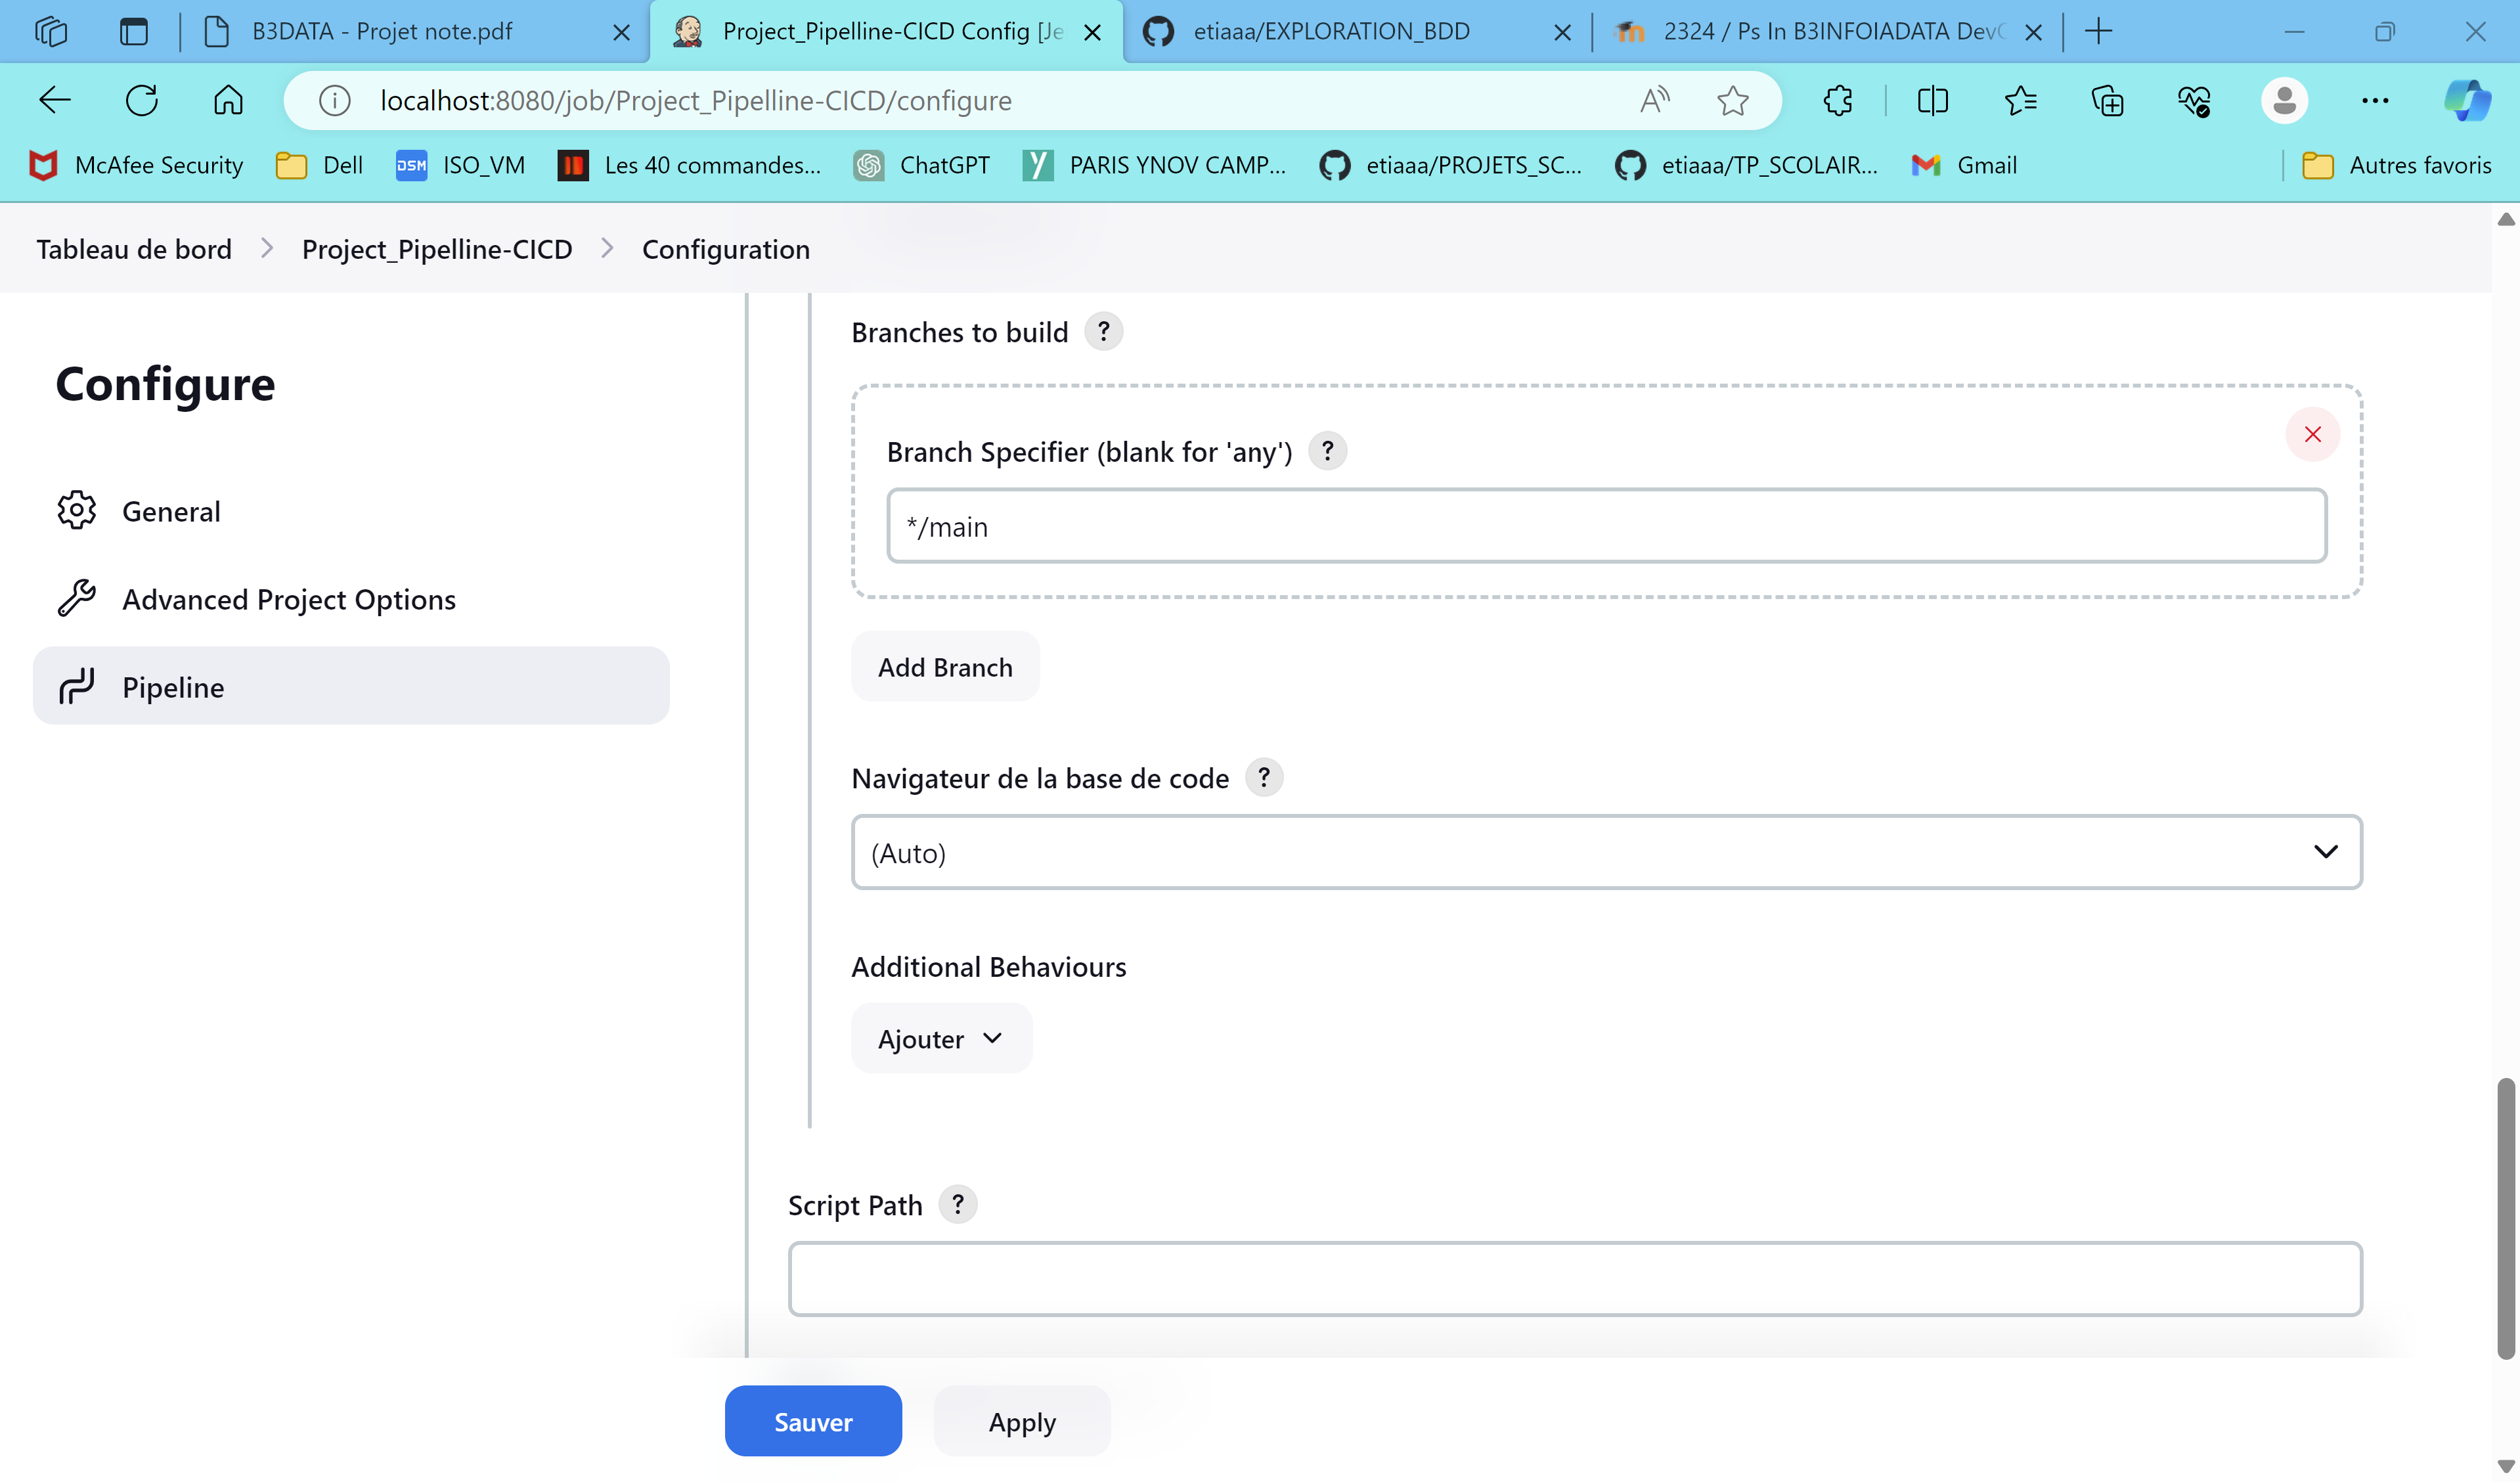 B3DATA - Projet note.pdf
Project_Pipelline-CICD Config [Je
etiaaa/EXPLORATION_BDD
2324 / Ps In B3INFOIADATA Dev
localhost:8080/job/Project_Pipelline-CICD/configure
McAfee Security
Dell
DSM
ISO_VM
Les 40 commandes...
ChatGPT
PARIS YNOV CAMP...
etiaaa/PROJETS_SC...
etiaaa/TP_SCOLAIR...
Gmail
Autres favoris
Tableau de bord
Project_Pipelline-CICD
Configuration
Configure
General
Advanced Project Options
Pipeline
Branches to build ?
Branch Specifier (blank for 'any') ?
*/main
Add Branch
Navigateur de la base de code ?
(Auto)
Additional Behaviours
Ajouter
Script Path ?
Sauver
Apply